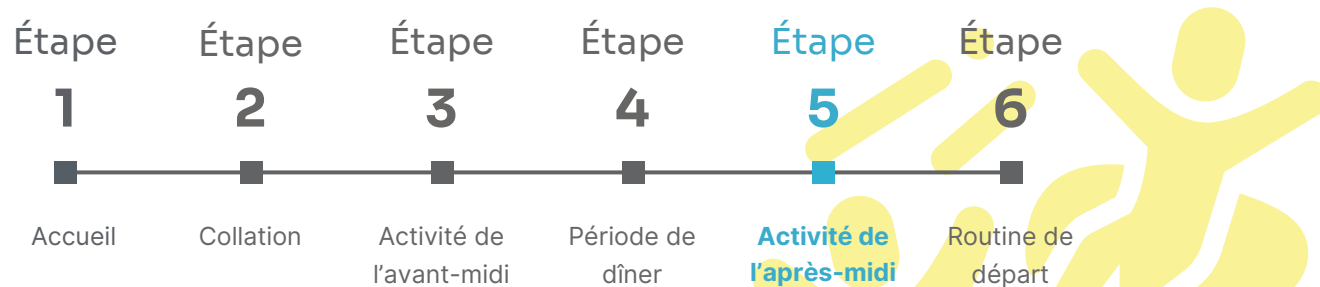 Étape Étape Étape Étape Étape Étape
1 2 3 4 5 6
Accueil Collation Activité de Période de Activité de Routine de
l’avant-midi dîner l’après-midi départ